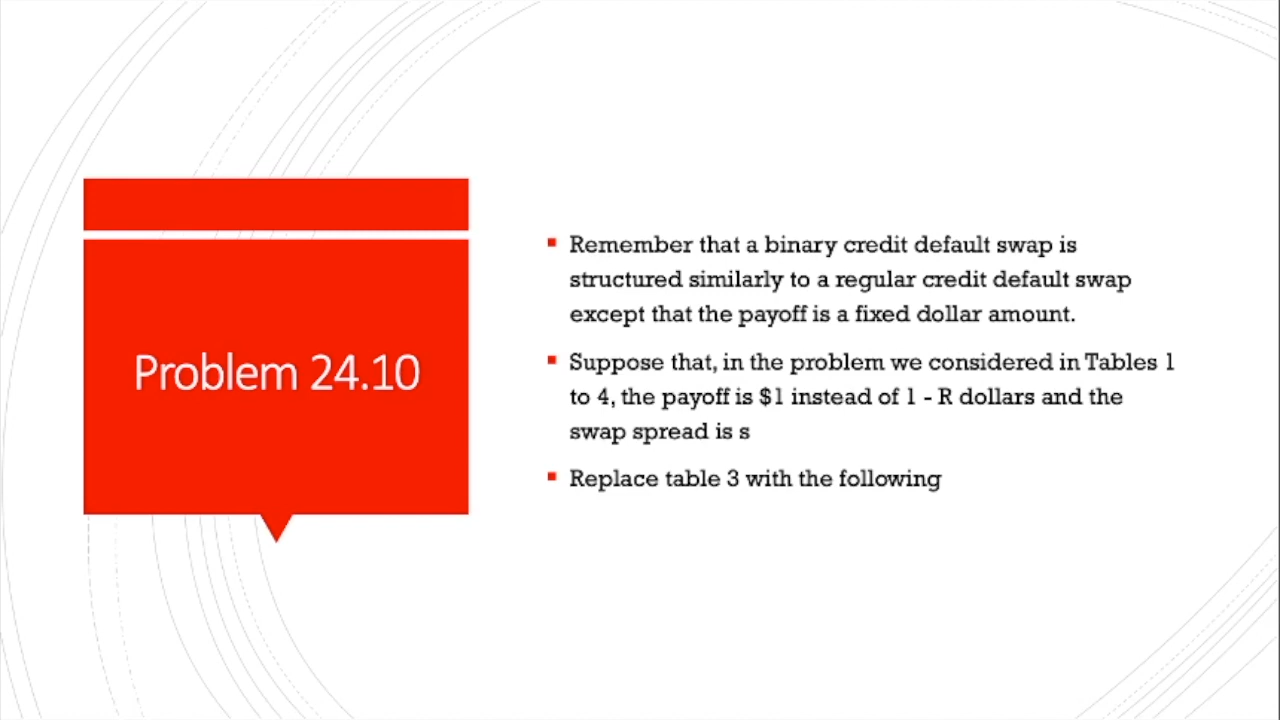 Problem 24.10
Remember that a binary credit default swap is
structured similarly to a regular credit default swap
except that the payoff is a fixed dollar amount.
Suppose that, in the problem we considered in Tables 1
to 4, the payoff is $1 instead of 1 - R dollars and the
swap spread is s
Replace table 3 with the following